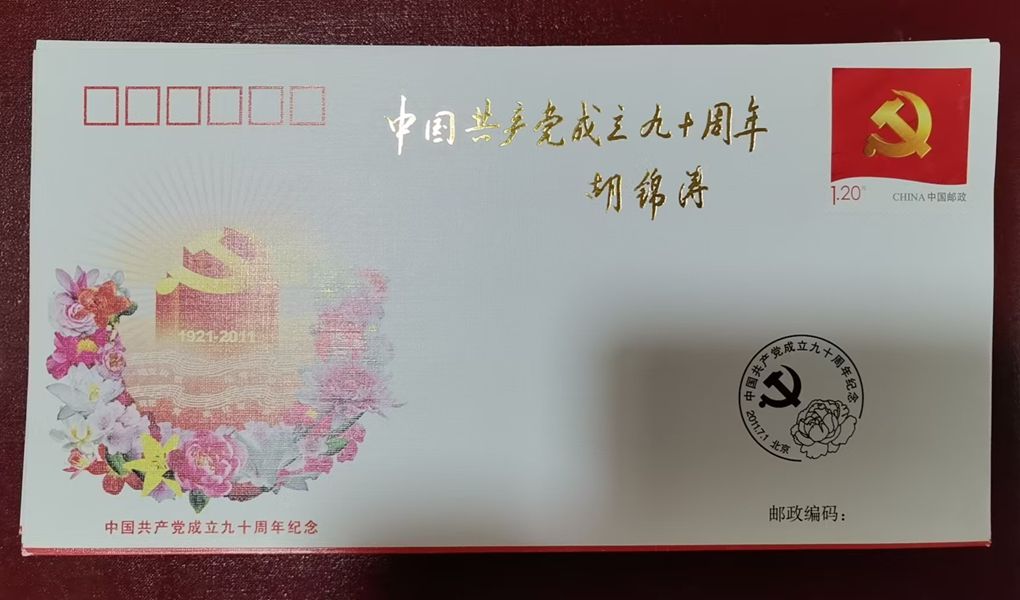 中国共产党成立九十周年
胡锦涛
1.20元
CHINA 中国邮政
1921-2011
中国共产党成立九十周年纪念
2011.7.1 北京
中国共产党成立九十周年纪念
邮政编码：